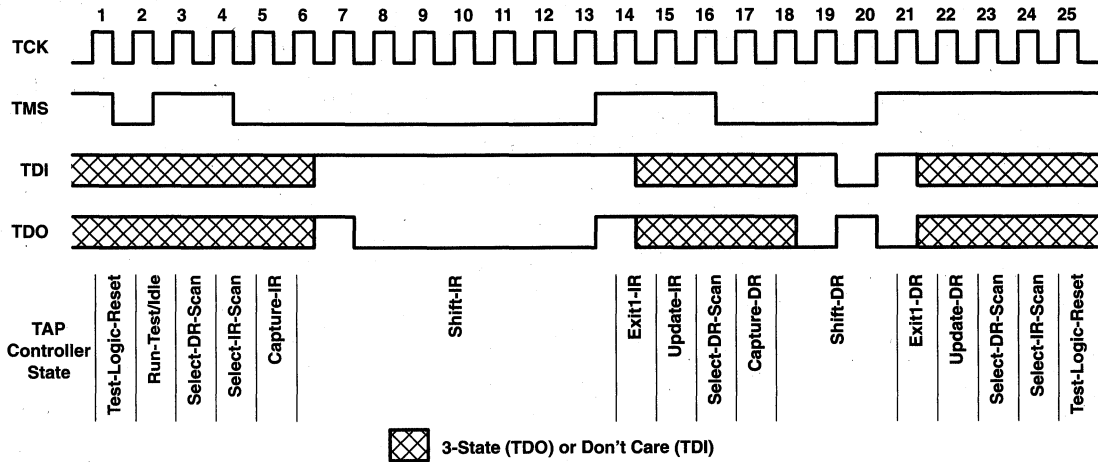 1 2 3 4 5 6 7 8 9 10 11 12 13 14 15 16 17 18 19 20 21 22 23 24 25
TCK
TMS
TDI
TDO
TAP
Controller
State
Test-Logic-Reset
Run-Test/Idle
Select-DR-Scan
Select-IR-Scan
Capture-IR
Shift-IR
Exit1-IR
Update-IR
Select-DR-Scan
Capture-DR
Shift-DR
Exit1-DR
Update-DR
Select-DR-Scan
Select-IR-Scan
Test-Logic-Reset
3-State (TDO) or Don't Care (TDI)